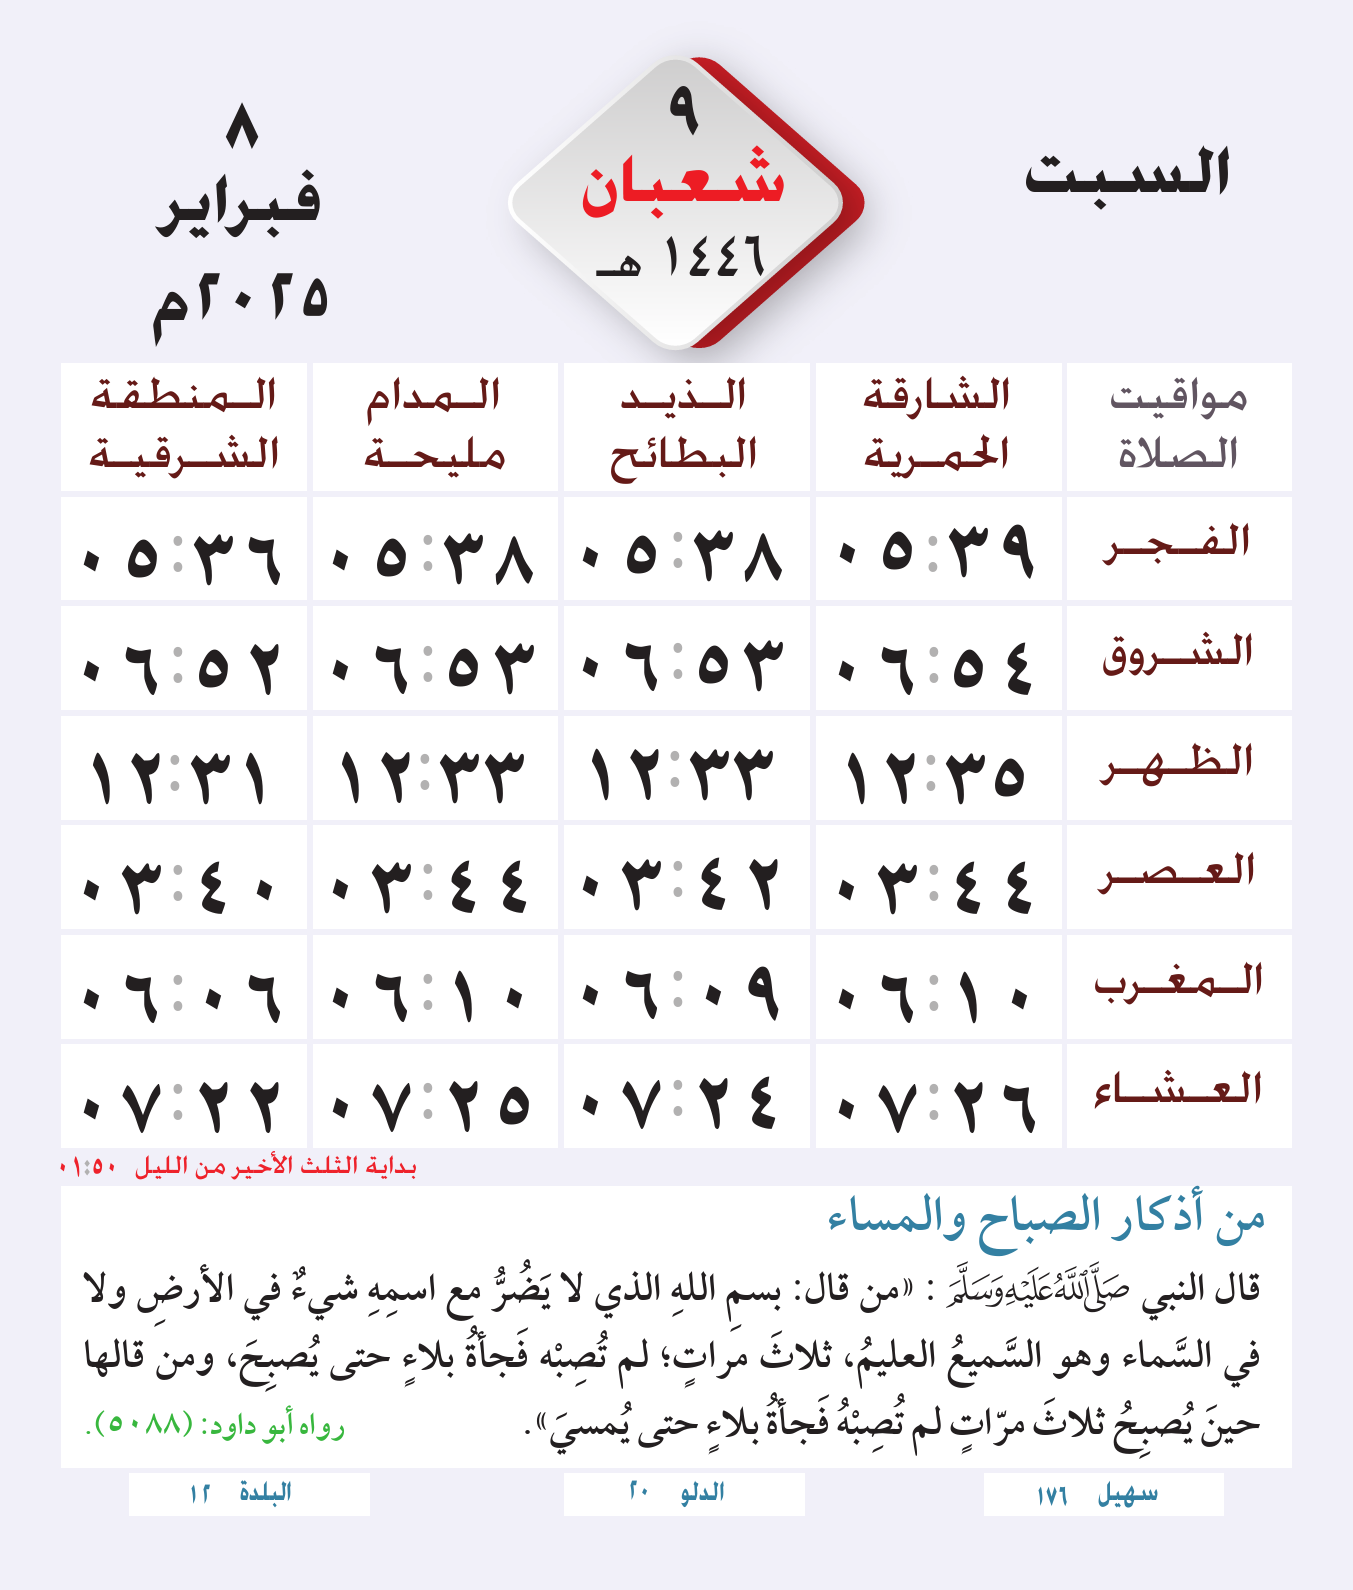 السبت
٩
شعبان
١٤٤٦ هـ
٨
فبراير
٢٠٢٥م
مواقيت الصلاة | الشارقة الحمرية | الذيد البطائح | المدام مليحة | المنطقة الشرقية
الفجر | ٠٥:٣٩ | ٠٥:٣٨ | ٠٥:٣٨ | ٠٥:٣٦
الشروق | ٠٦:٥٤ | ٠٦:٥٣ | ٠٦:٥٣ | ٠٦:٥٢
الظهر | ١٢:٣٥ | ١٢:٣٣ | ١٢:٣٣ | ١٢:٣١
العصر | ٠٣:٤٤ | ٠٣:٤٢ | ٠٣:٤٤ | ٠٣:٤٠
المغرب | ٠٦:١٠ | ٠٦:٠٩ | ٠٦:١٠ | ٠٦:٠٦
العشاء | ٠٧:٢٦ | ٠٧:٢٤ | ٠٧:٢٥ | ٠٧:٢٢
بداية الثلث الأخير من الليل ٠١:٥٠
من أذكار الصباح والمساء
قال النبي صَلَّى اللَّهُ عَلَيْهِ وَسَلَّمَ : «من قال: بسمِ اللهِ الذي لا يَضُرُّ مع اسمِهِ شيءٌ في الأرضِ ولا
في السَّماء وهو السَّميعُ العليمُ، ثلاثَ مَراتٍ؛ لم تُصِبْه فَجأةُ بلاءٍ حتى يُصبِحَ، ومن قالها
حينَ يُصبِحُ ثلاثَ مرّاتٍ لم تُصِبْهُ فَجأةُ بلاءٍ حتى يُمسيَ». رواه أبو داود: (٥٠٨٨).
سهيل ١٧٦
الدلو ٢٠
البلدة ١٢